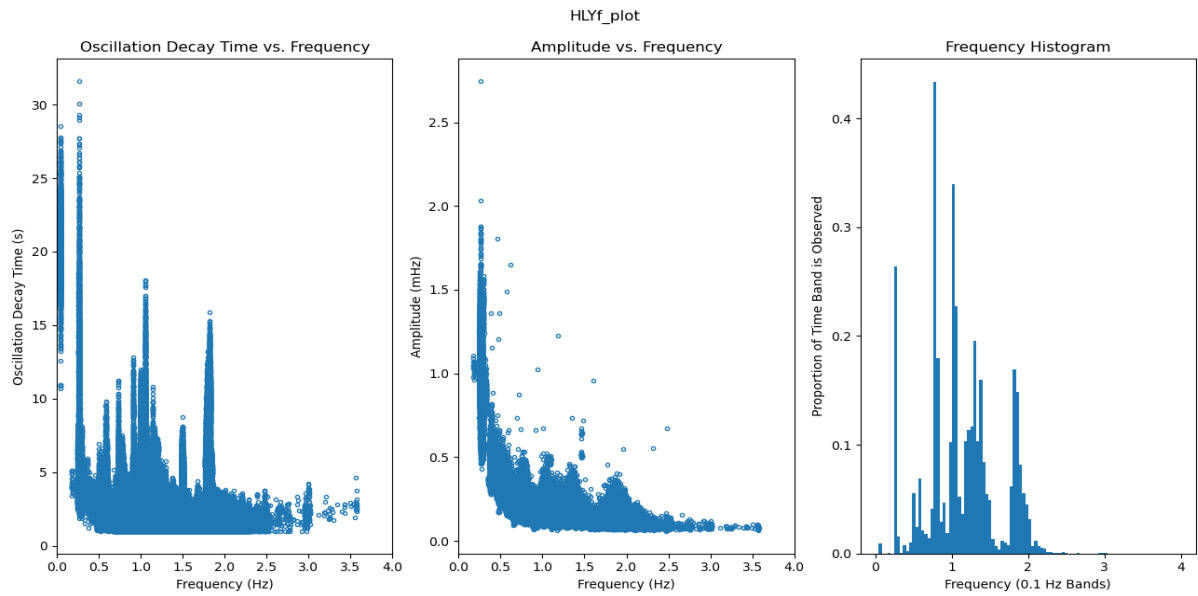 HLYf_plot
Oscillation Decay Time vs. Frequency
Oscillation Decay Time (s)
30
25
20
15
10
5
0
0.0 0.5 1.0 1.5 2.0 2.5 3.0 3.5 4.0
Frequency (Hz)
Amplitude vs. Frequency
Amplitude (mHz)
2.5
2.0
1.5
1.0
0.5
0.0
0.0 0.5 1.0 1.5 2.0 2.5 3.0 3.5 4.0
Frequency (Hz)
Frequency Histogram
Proportion of Time Band is Observed
0.4
0.3
0.2
0.1
0.0
0 1 2 3 4
Frequency (0.1 Hz Bands)